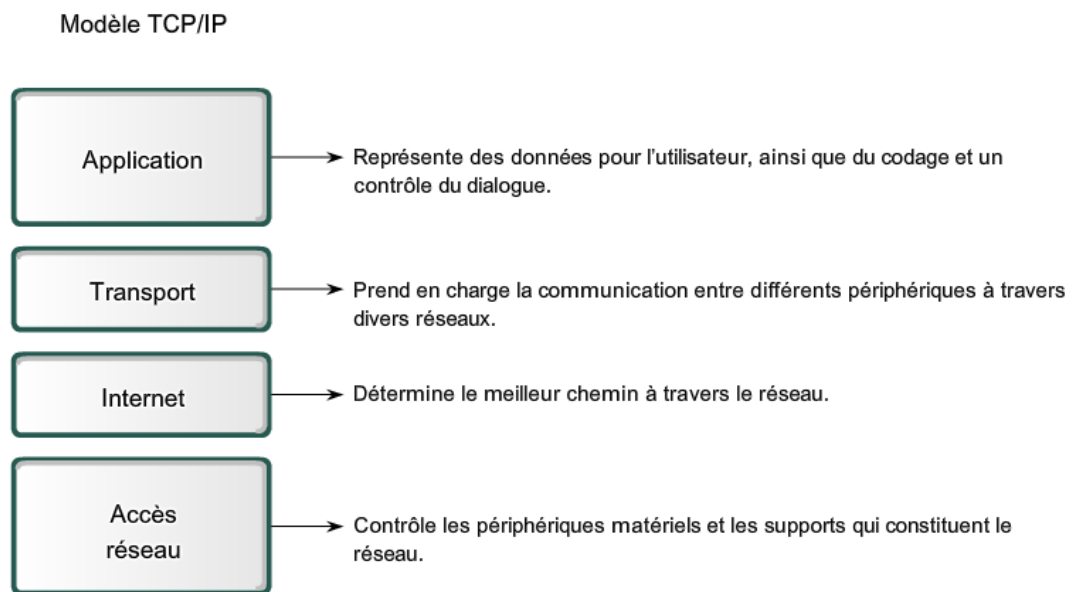 Modèle TCP/IP
Application
Représente des données pour l'utilisateur, ainsi que du codage et un
contrôle du dialogue.
Transport
Prend en charge la communication entre différents périphériques à travers
divers réseaux.
Internet
Détermine le meilleur chemin à travers le réseau.
Accès
réseau
Contrôle les périphériques matériels et les supports qui constituent le
réseau.